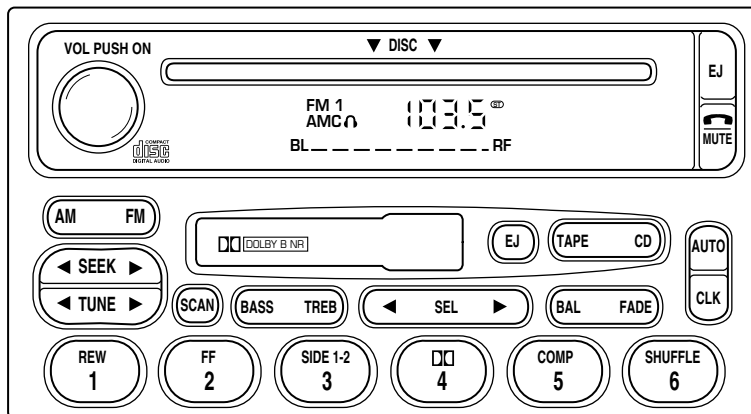 VOL PUSH ON
▼ DISC ▼
EJ
FM 1
103.5
ST
AMC
MUTE
COMPACT
disc
DIGITAL AUDIO
BL RF
AM FM
DOLBY B NR
EJ
TAPE CD
AUTO
◀ SEEK ▶
◀ TUNE ▶
SCAN
BASS TREB
◀ SEL ▶
BAL FADE
CLK
REW
1
FF
2
SIDE 1-2
3
4
COMP
5
SHUFFLE
6